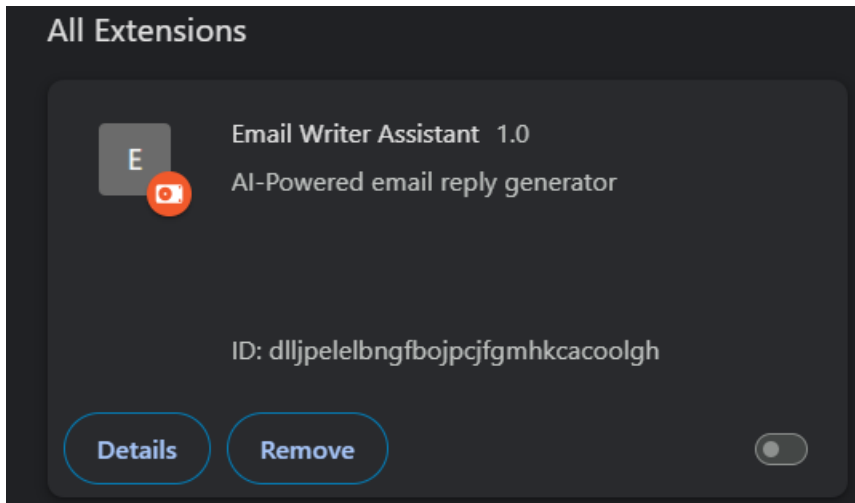 All Extensions
E
Email Writer Assistant 1.0
AI-Powered email reply generator
ID: dlljpelelbngfbojpcjfgmhkcacoolgh
Details
Remove